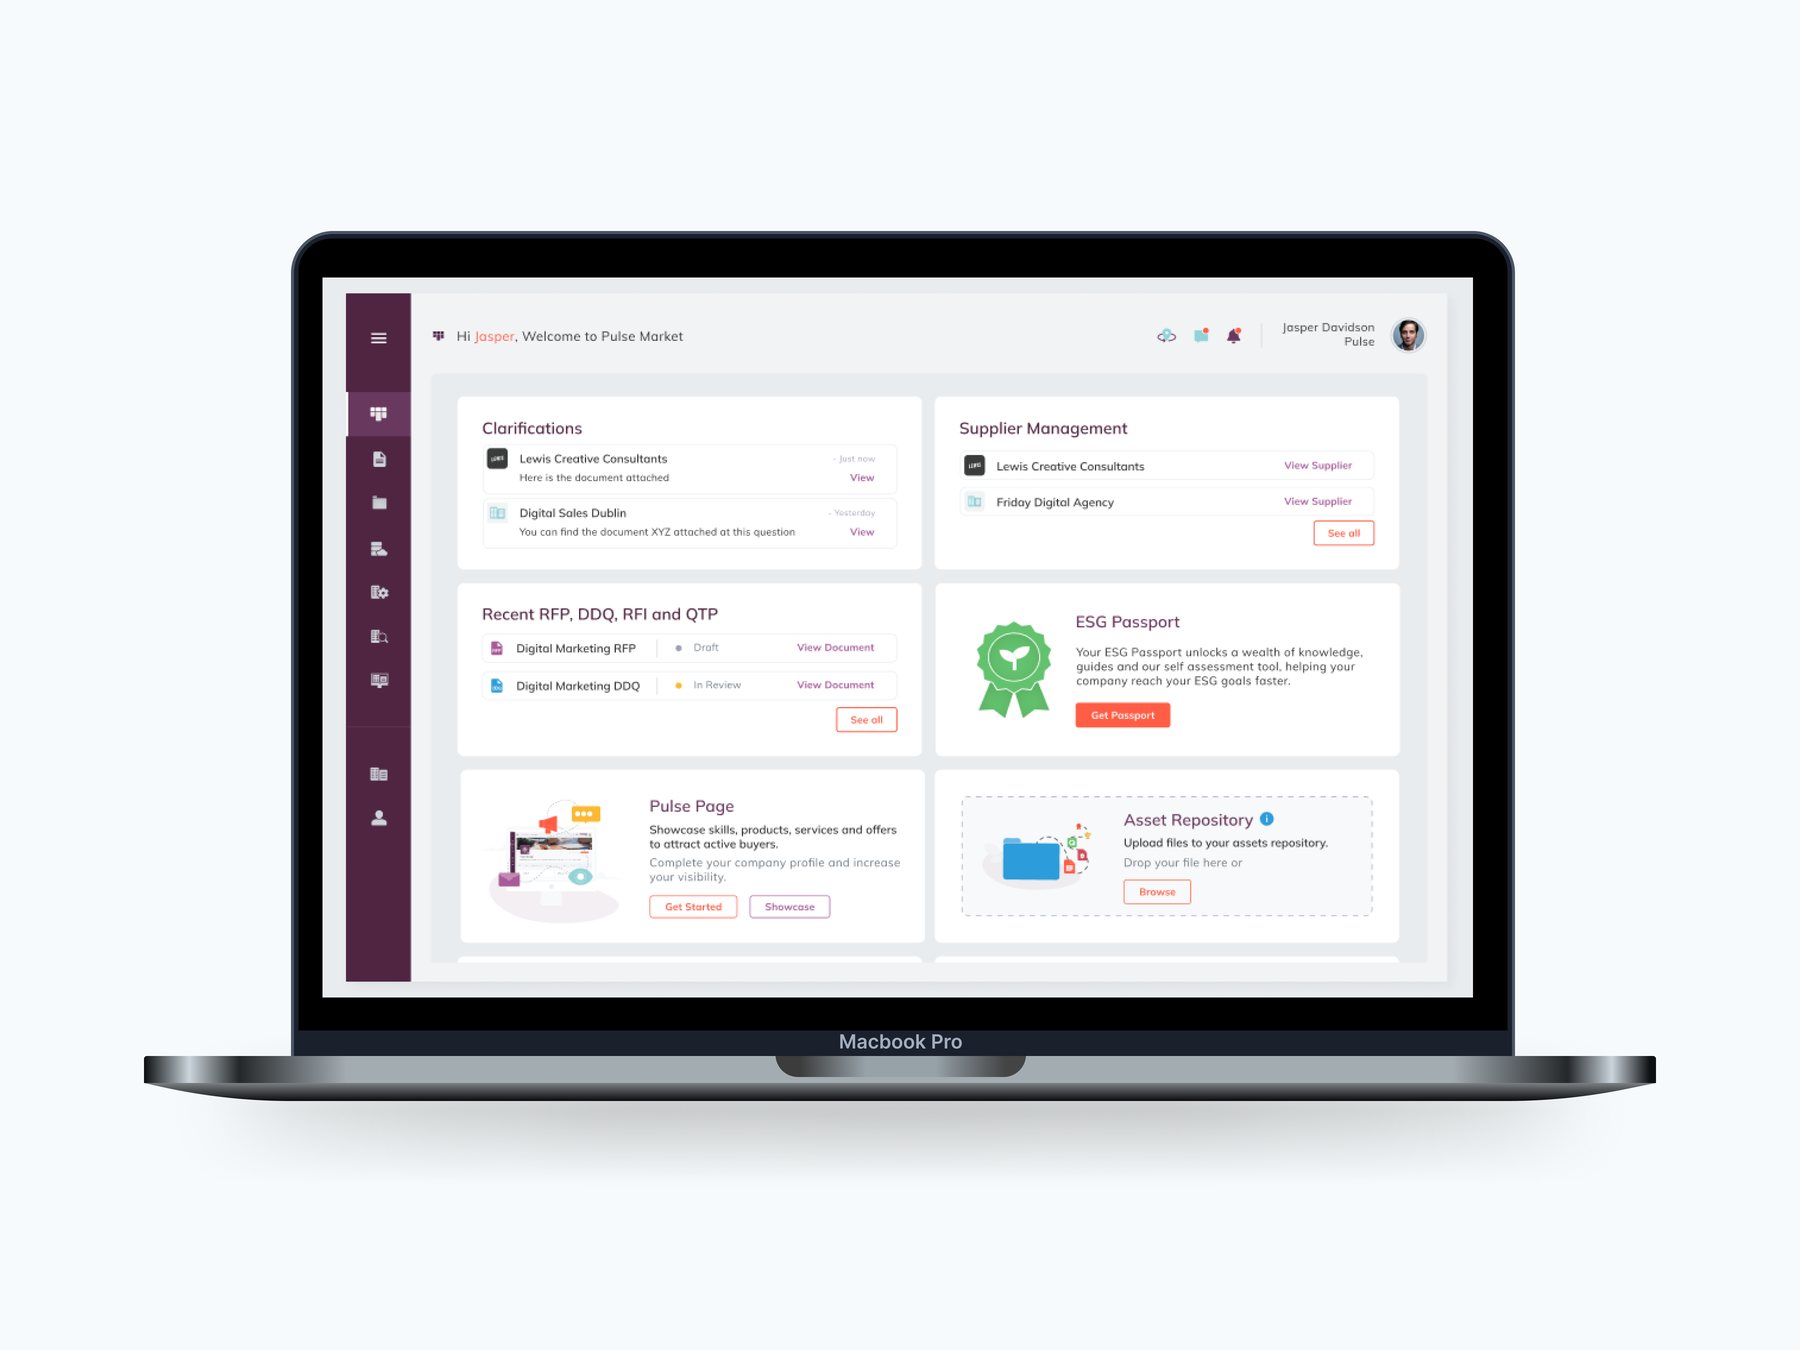 Hi Jasper, Welcome to Pulse Market
Jasper Davidson
Pulse
Clarifications
LEWIS
Lewis Creative Consultants
- Just now
Here is the document attached
View
Digital Sales Dublin
- Yesterday
You can find the document XYZ attached at this question
View
Supplier Management
LEWIS
Lewis Creative Consultants
View Supplier
Friday Digital Agency
View Supplier
See all
Recent RFP, DDQ, RFI and QTP
RFP
Digital Marketing RFP
Draft
View Document
DDQ
Digital Marketing DDQ
In Review
View Document
See all
ESG Passport
Your ESG Passport unlocks a wealth of knowledge,
guides and our self assessment tool, helping your
company reach your ESG goals faster.
Get Passport
Pulse Page
Showcase skills, products, services and offers
to attract active buyers.
Complete your company profile and increase
your visibility.
Get Started
Showcase
Asset Repository
Upload files to your assets repository.
Drop your file here or
Browse
Macbook Pro